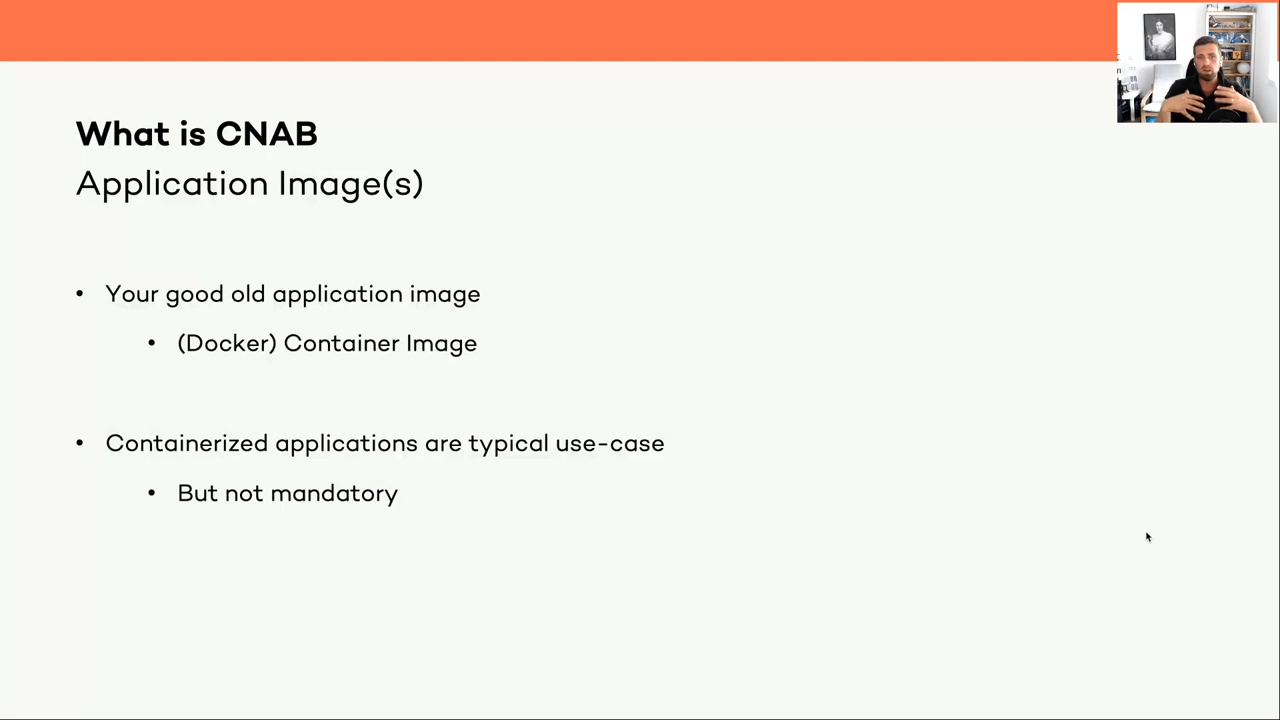 What is CNAB
Application Image(s)
• Your good old application image
• (Docker) Container Image
• Containerized applications are typical use-case
• But not mandatory